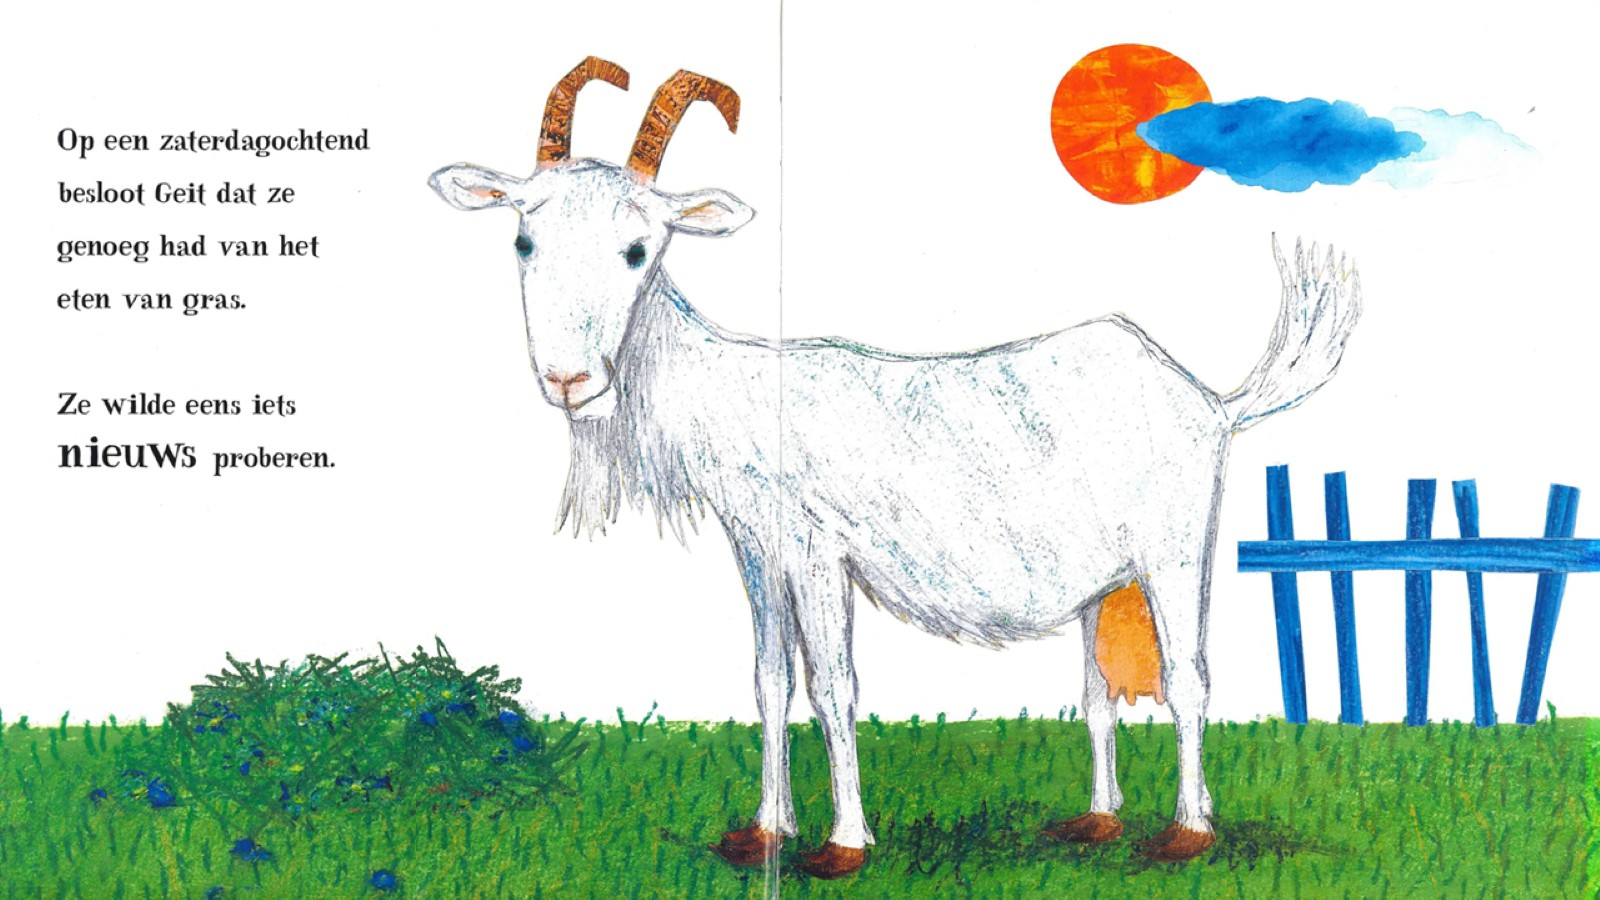 Op een zaterdagochtend
besloot Geit dat ze
genoeg had van het
eten van gras.
Ze wilde eens iets
nieuws proberen.